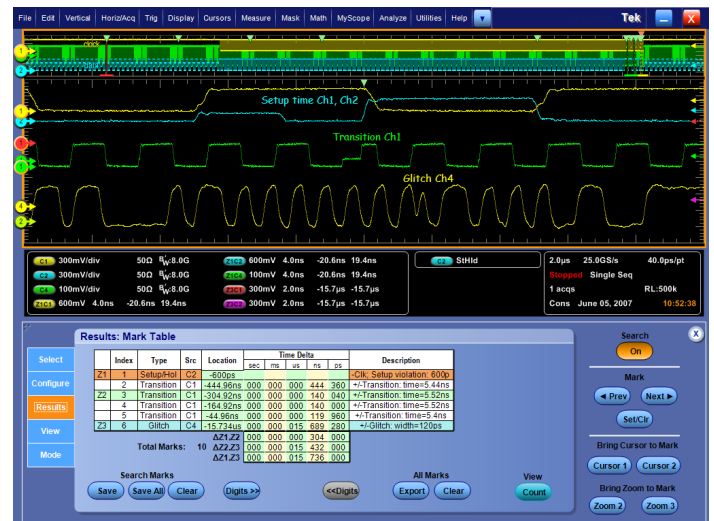 File Edit Vertical Horiz/Acq Trig Display Cursors Measure Mask Math MyScope Analyze Utilities Help Tek X
Setup time Ch1, Ch2
Transition Ch1
Glitch Ch4
C1 300mV/div 50Ω BW:8.0G
C2 300mV/div 50Ω BW:8.0G
C4 100mV/div 50Ω BW:8.0G
Z1C1 600mV 4.0ns -20.6ns 19.4ns
Z1C2 600mV 4.0ns -20.6ns 19.4ns
Z1C4 100mV 4.0ns -20.6ns 19.4ns
Z3C1 300mV 2.0ns -15.7µs -15.7µs
300mV 2.0ns -15.7µs -15.7µs
C2 StHld
2.0µs 25.0GS/s 40.0ps/pt
Stopped Single Seq
1 acqs RL:500k
Cons June 05, 2007 10:52:38
Results: Mark Table
Select
Configure
Results
View
Mode
Index Type Src Location Time Delta Description
sec ms us ns ps
Z1 1 Setup/Hol C2 -600ps -Clk; Setup violation: 600p
2 Transition C1 -444.96ns 000 000 000 444 360 +/-Transition: time=5.44ns
Z2 3 Transition C1 -304.92ns 000 000 000 140 040 +/-Transition: time=5.52ns
4 Transition C1 -164.92ns 000 000 000 140 000 +/-Transition: time=5.52ns
5 Transition C1 -44.96ns 000 000 000 119 960 +/-Transition: time=5.4ns
Z3 6 Glitch C4 -15.734us 000 000 015 689 280 +/-Glitch: width=120ps
ΔZ1.Z2 000 000 000 304 000
Total Marks: 10 ΔZ2.Z3 000 000 015 432 000
ΔZ1.Z3 000 000 015 736 000
Search Marks
Save Save All Clear
Digits >>
<<Digits
All Marks
Export Clear
View
Count
Search
On
X
Mark
Prev Next
Set/Clr
Bring Cursor to Mark
Cursor 1 Cursor 2
Bring Zoom to Mark
Zoom 2 Zoom 3